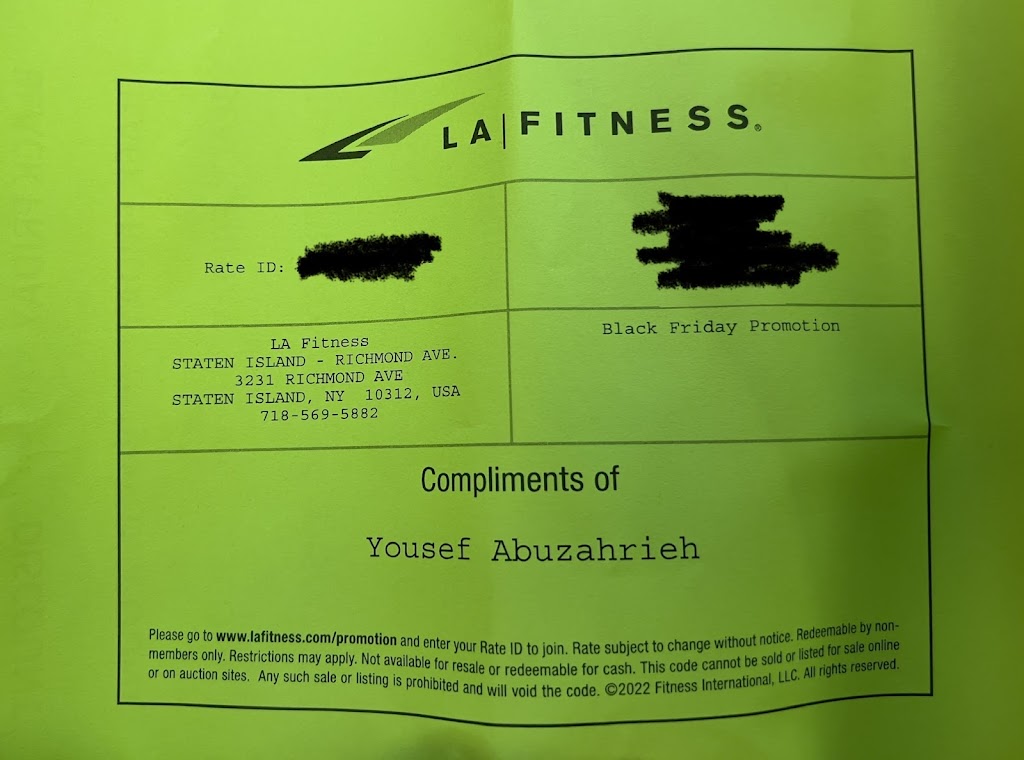 LA|FITNESS®
Rate ID:
LA Fitness
STATEN ISLAND - RICHMOND AVE.
3231 RICHMOND AVE
STATEN ISLAND, NY 10312, USA
718-569-5882
Black Friday Promotion
Compliments of
Yousef Abuzahrieh
Please go to www.lafitness.com/promotion and enter your Rate ID to join. Rate subject to change without notice. Redeemable by non-
members only. Restrictions may apply. Not available for resale or redeemable for cash. This code cannot be sold or listed for sale online
or on auction sites. Any such sale or listing is prohibited and will void the code. ©2022 Fitness International, LLC. All rights reserved.